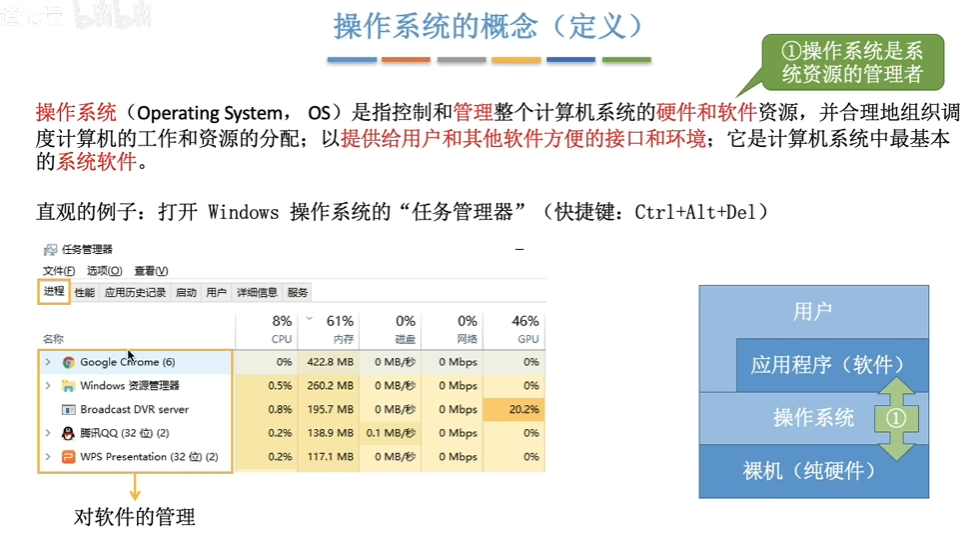 bilibili
操作系统的概念（定义）
①操作系统是系
统资源的管理者
操作系统（Operating System， OS）是指控制和管理整个计算机系统的硬件和软件资源，并合理地组织调
度计算机的工作和资源的分配；以提供给用户和其他软件方便的接口和环境；它是计算机系统中最基本
的系统软件。
直观的例子：打开 Windows 操作系统的“任务管理器”（快捷键：Ctrl+Alt+Del）
任务管理器
文件(F) 选项(O) 查看(V)
进程 性能 应用历史记录 启动 用户 详细信息 服务
8% 61% 0% 0% 46%
名称 CPU 内存 磁盘 网络 GPU
Google Chrome (6) 0% 422.8 MB 0 MB/秒 0 Mbps 0%
Windows 资源管理器 0.5% 260.2 MB 0 MB/秒 0 Mbps 0%
Broadcast DVR server 0.8% 195.7 MB 0 MB/秒 0 Mbps 20.2%
腾讯QQ (32 位) (2) 0.2% 138.9 MB 0.1 MB/秒 0 Mbps 0%
WPS Presentation (32 位) (2) 0.2% 117.1 MB 0 MB/秒 0 Mbps 0%
对软件的管理
用户
应用程序（软件）
操作系统
①
裸机（纯硬件）